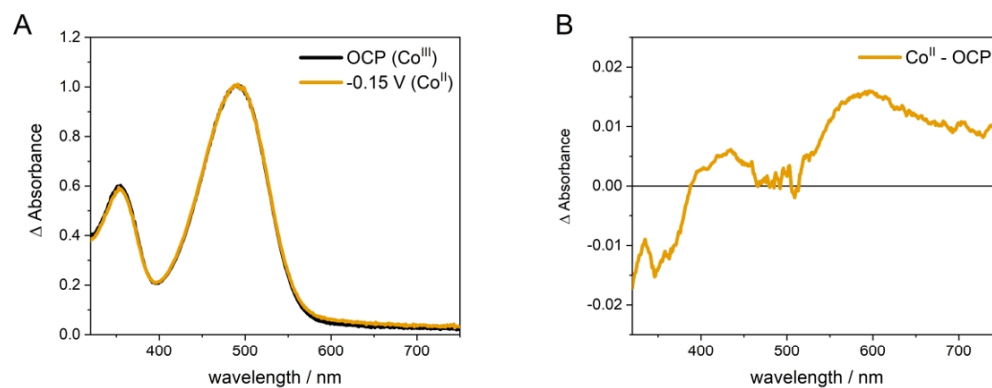 A
OCP (Coᴵᴵᴵ)
-0.15 V (Coᴵᴵ)
Δ Absorbance
1.2
1.0
0.8
0.6
0.4
0.2
0.0
400 500 600 700
wavelength / nm
B
Coᴵᴵ - OCP
Δ Absorbance
0.02
0.01
0.00
-0.01
-0.02
400 500 600 700
wavelength / nm